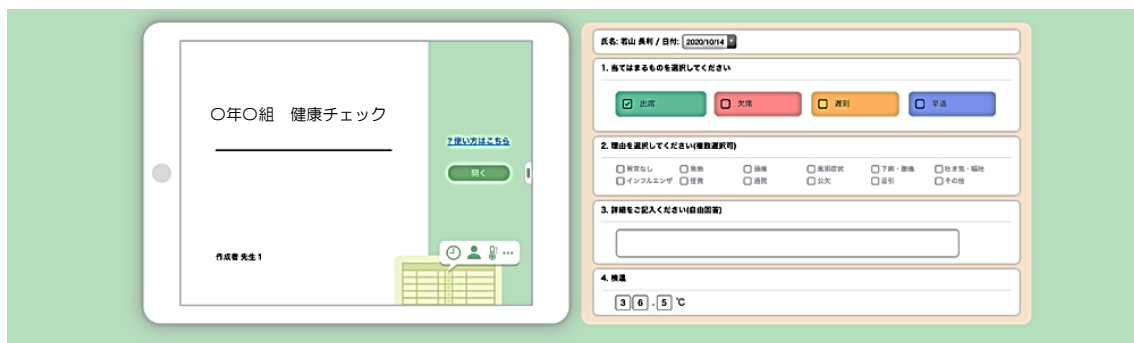 〇年〇組　健康チェック
?使い方はこちら
開く
作成者 先生1
氏名: 若山 長利 / 日付: 2020/10/14
1. 当てはまるものを選択してください
出席 欠席 遅刻 早退
2. 理由を選択してください(複数選択可)
異常なし 発熱 頭痛 風邪症状 下痢・腹痛 吐き気・嘔吐
インフルエンザ 怪我 通院 公欠 忌引 その他
3. 詳細をご記入ください(自由回答)
4. 検温
3 6 . 5 ℃